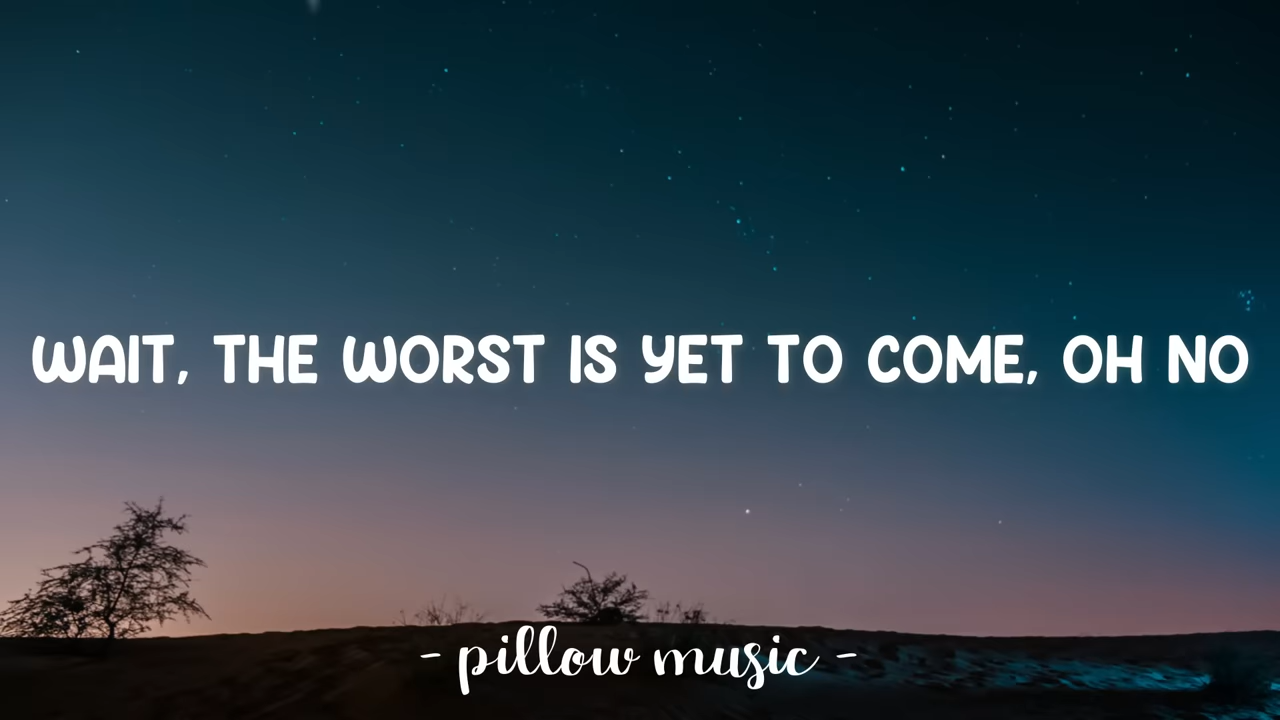 WAIT, THE WORST IS YET TO COME, OH NO
- pillow music -